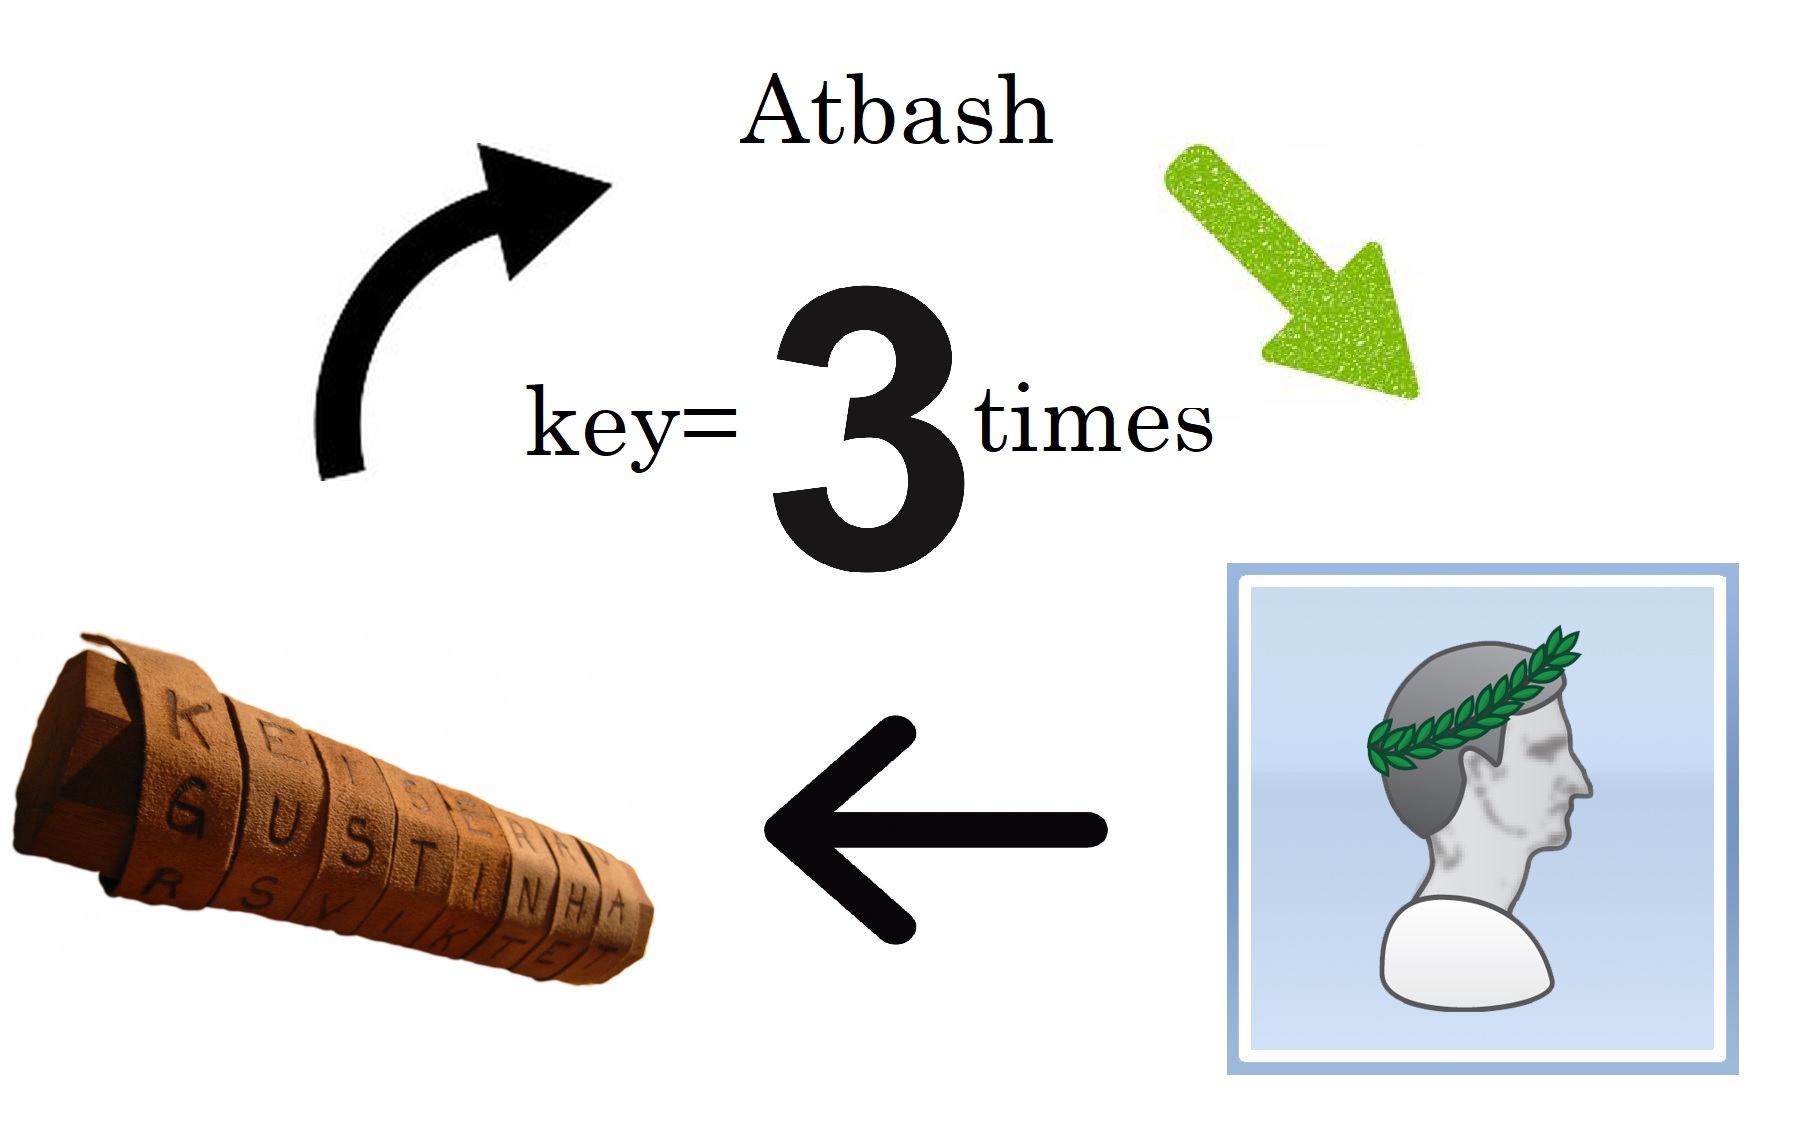 Atbash
key= 3 times
K E I S E R
G U S T I N H A
R S V I K T E T